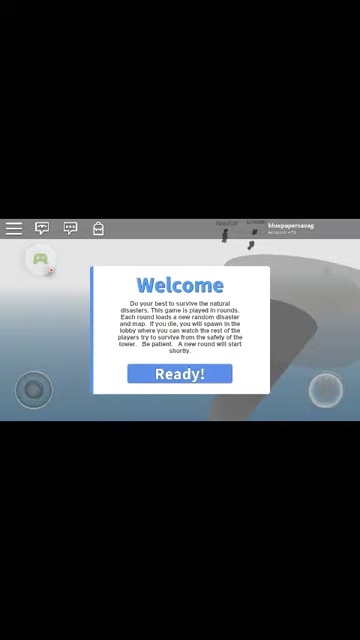 bluepapersavag
Welcome
Do your best to survive the natural
disasters. This game is played in rounds.
Each round loads a new random disaster
and map. If you die, you will spawn in the
lobby where you can watch the rest of the
players try to survive from the safety of the
tower. Be patient. A new round will start
shortly.
Ready!